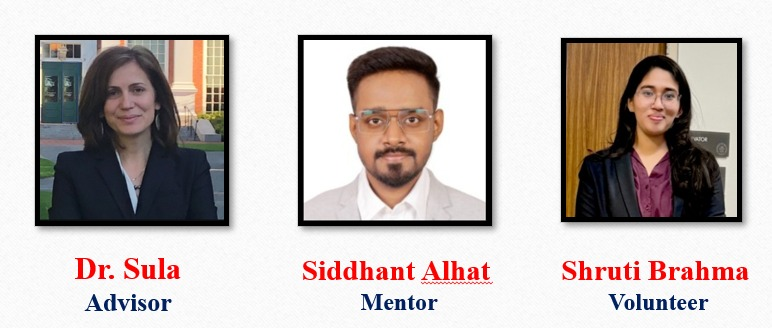 Dr. Sula
Advisor
Siddhant Alhat
Mentor
Shruti Brahma
Volunteer